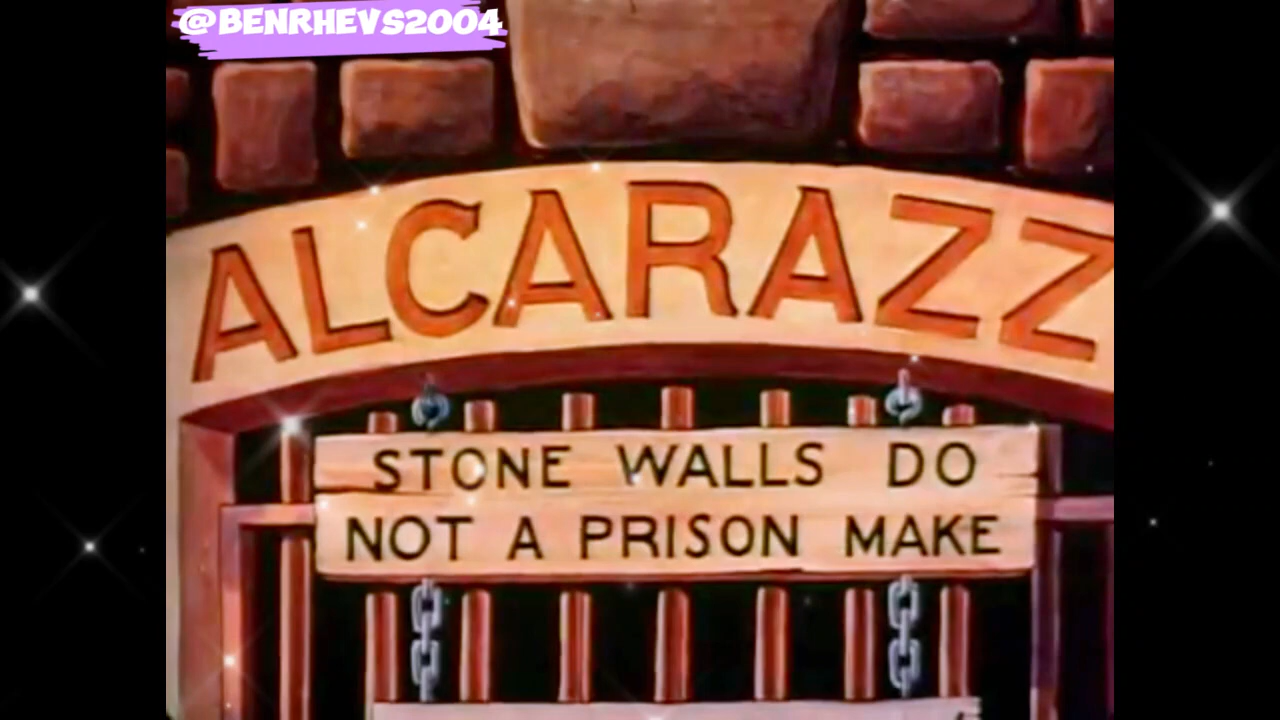 @BENRHEVS2004
ALCARAZZ
STONE WALLS DO
NOT A PRISON MAKE